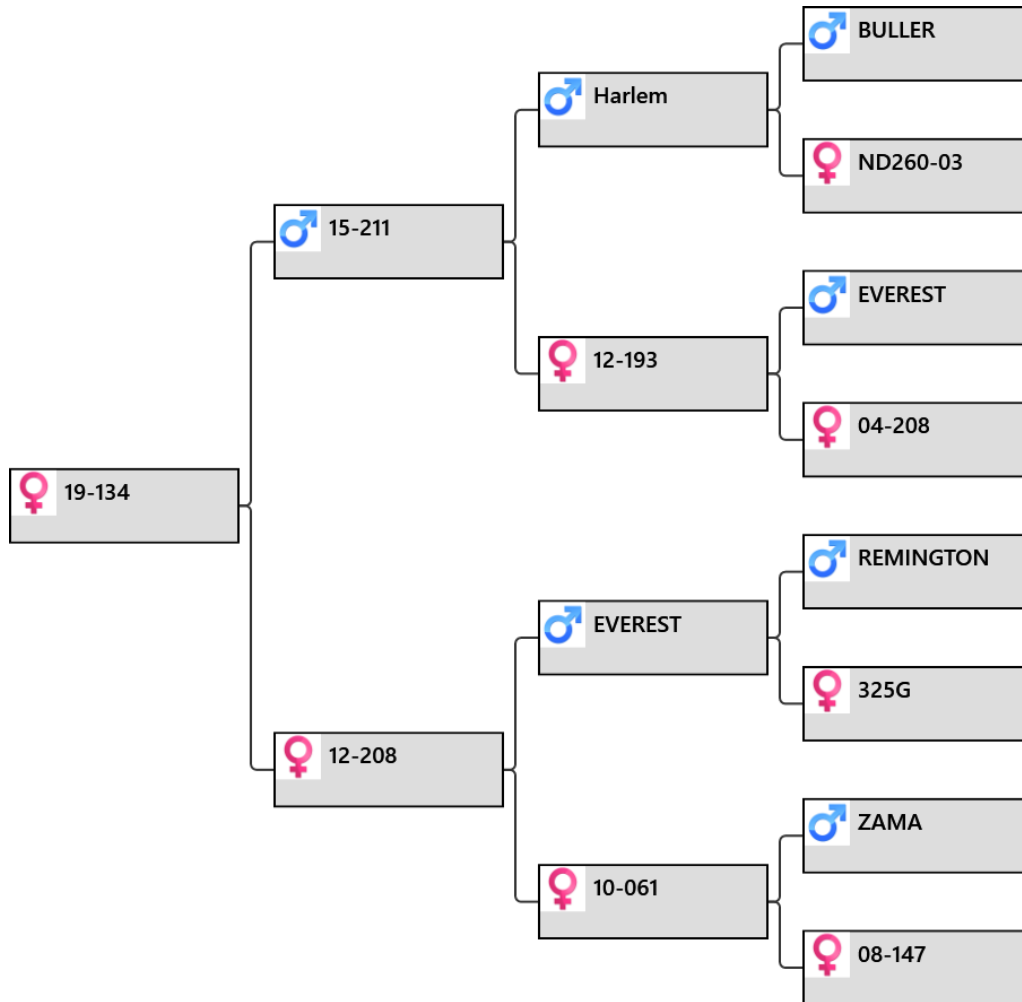 BULLER
Harlem
ND260-03
15-211
EVEREST
12-193
04-208
19-134
REMINGTON
EVEREST
325G
12-208
ZAMA
10-061
08-147